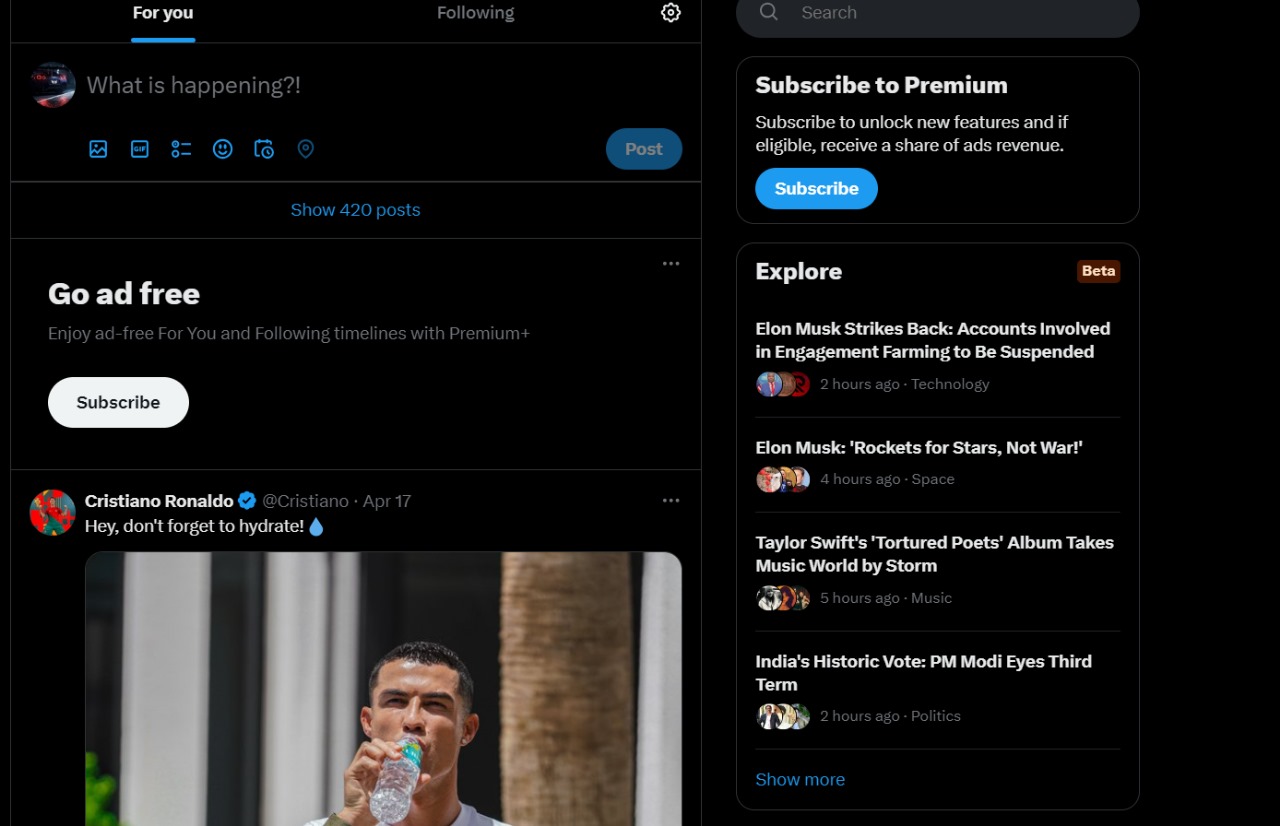 For you
Following
What is happening?!
GIF
Post
Show 420 posts
Go ad free
Enjoy ad-free For You and Following timelines with Premium+
Subscribe
Cristiano Ronaldo @Cristiano · Apr 17
Hey, don't forget to hydrate! 💧
Search
Subscribe to Premium
Subscribe to unlock new features and if
eligible, receive a share of ads revenue.
Subscribe
Explore
Beta
Elon Musk Strikes Back: Accounts Involved
in Engagement Farming to Be Suspended
2 hours ago · Technology
Elon Musk: 'Rockets for Stars, Not War!'
4 hours ago · Space
Taylor Swift's 'Tortured Poets' Album Takes
Music World by Storm
5 hours ago · Music
India's Historic Vote: PM Modi Eyes Third
Term
2 hours ago · Politics
Show more